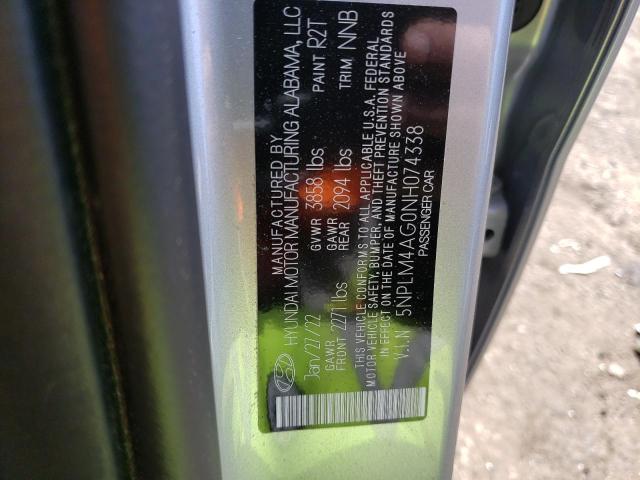 MANUFACTURED BY
HYUNDAI MOTOR MANUFACTURING ALABAMA, LLC
Jan/27/22 GVWR 3858 lbs PAINT R2T
GAWR FRONT 2271 lbs GAWR REAR 2094 lbs TRIM NNB
THIS VEHICLE CONFORMS TO ALL APPLICABLE U.S.A. FEDERAL
MOTOR VEHICLE SAFETY, BUMPER, AND THEFT PREVENTION STANDARDS
IN EFFECT ON THE DATE OF MANUFACTURE SHOWN ABOVE
V.I.N 5NPLM4AG0NH074338
PASSENGER CAR